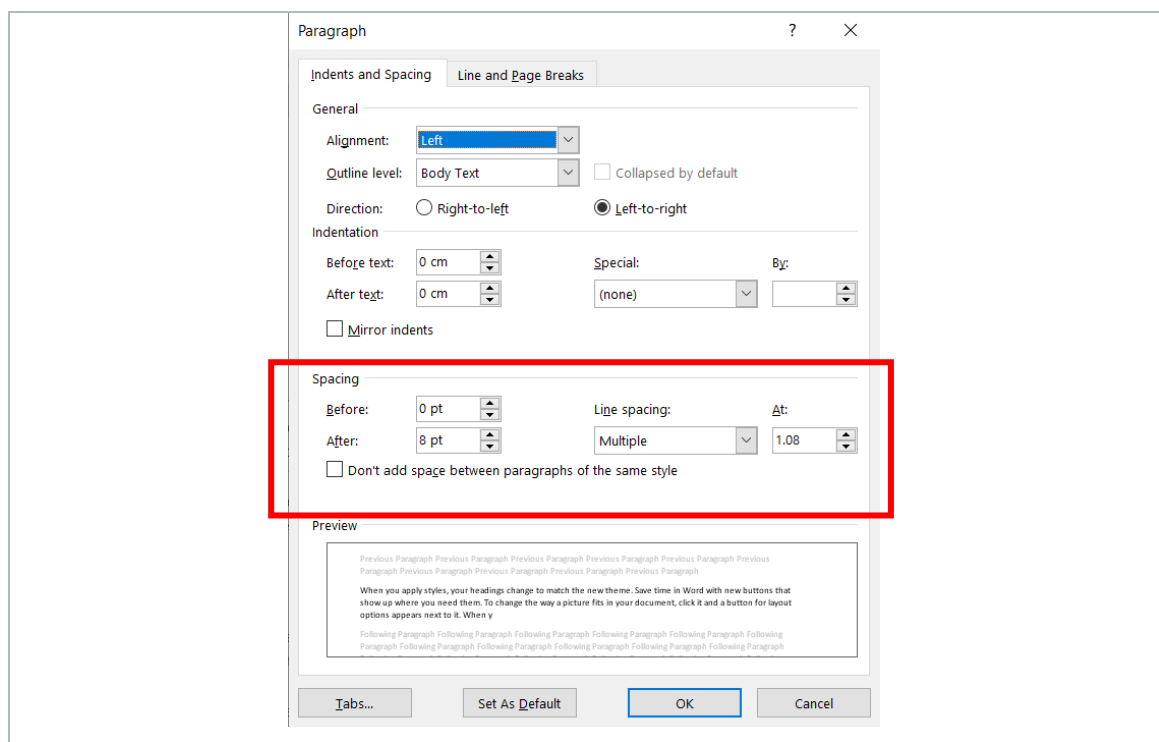 Paragraph ?
Indents and Spacing Line and Page Breaks
General
Alignment: Left
Outline level: Body Text Collapsed by default
Direction: Right-to-left Left-to-right
Indentation
Before text: 0 cm Special: By:
After text: 0 cm (none)
Mirror indents
Spacing
Before: 0 pt Line spacing: At:
After: 8 pt Multiple 1.08
Don't add space between paragraphs of the same style
Preview
Previous Paragraph Previous Paragraph Previous Paragraph Previous Paragraph Previous Paragraph Previous
Paragraph Previous Paragraph Previous Paragraph Previous Paragraph Previous Paragraph
When you apply styles, your headings change to match the new theme. Save time in Word with new buttons that
show up where you need them. To change the way a picture fits in your document, click it and a button for layout
options appears next to it. When y
Following Paragraph Following Paragraph Following Paragraph Following Paragraph Following Paragraph Following
Paragraph Following Paragraph Following Paragraph Following Paragraph Following Paragraph Following Paragraph
Tabs... Set As Default OK Cancel